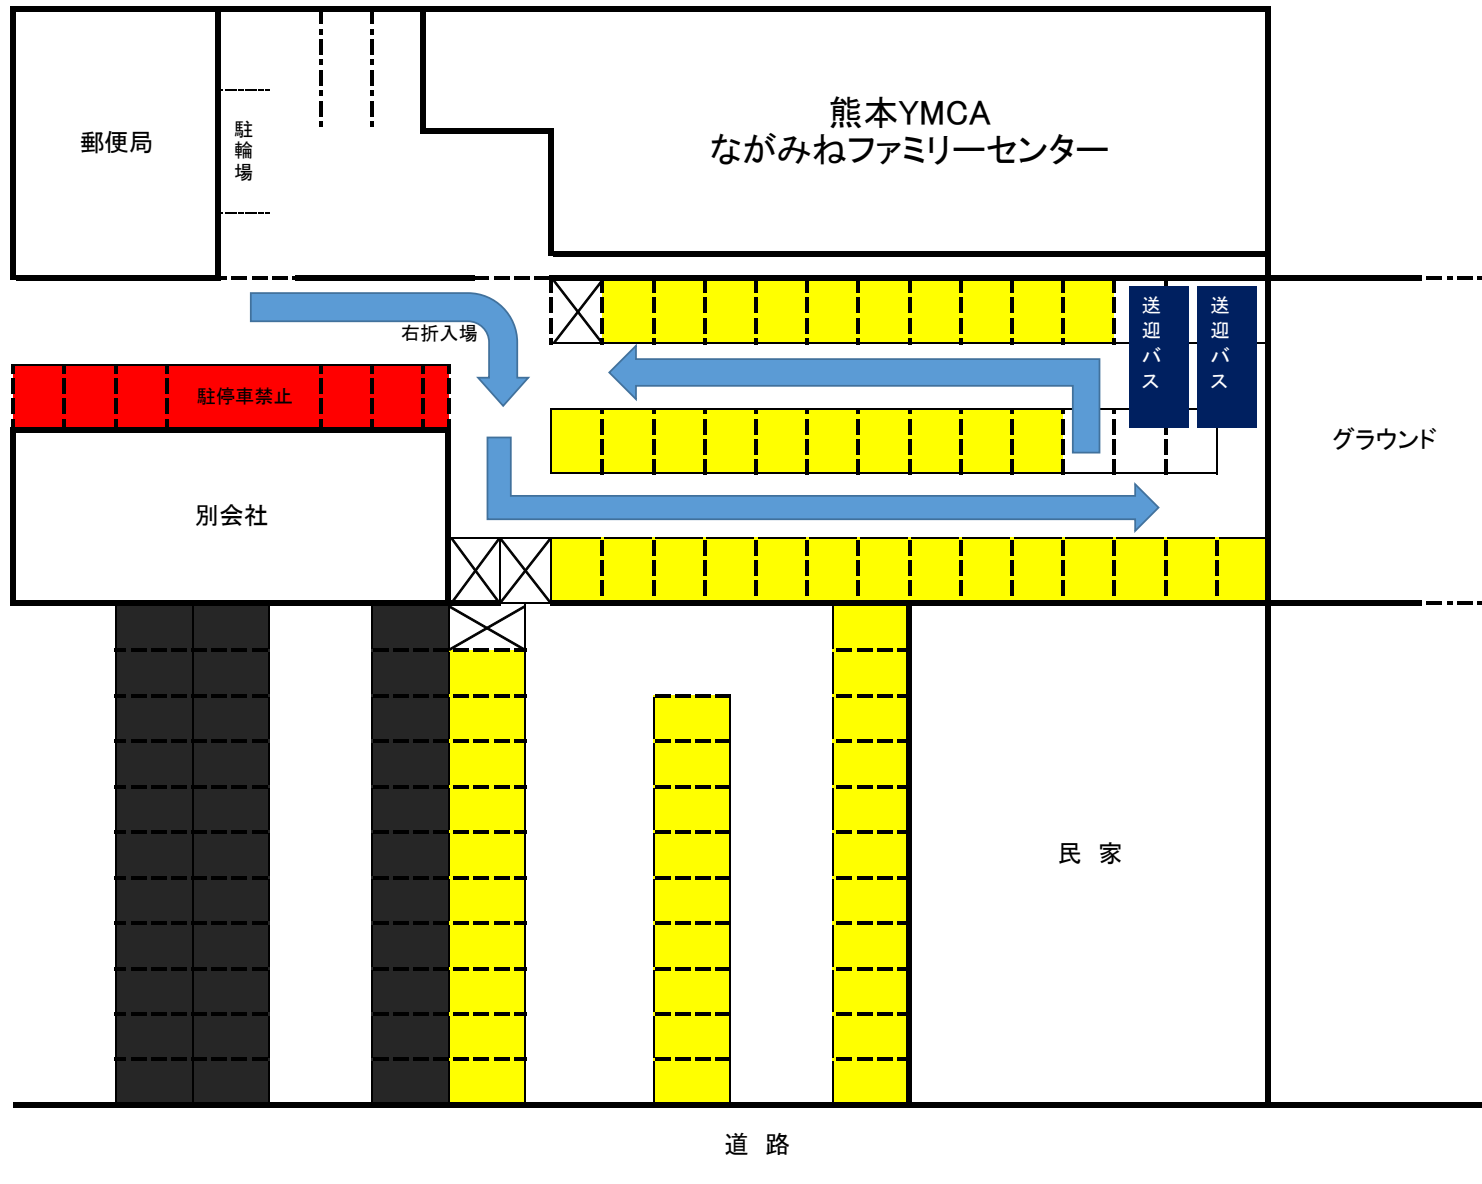 熊本YMCA
ながみねファミリーセンター
郵便局
駐輪場
右折入場
送迎バス
送迎バス
駐停車禁止
グラウンド
別会社
民 家
道 路